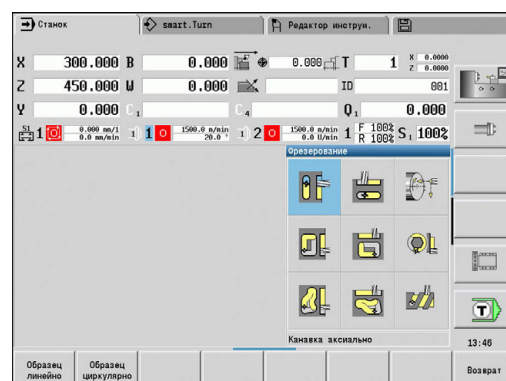 Станок smart.Turn Редактор инструм.
X 300.000 B 0.000 0.000 T 1 X 0.0000
Z 0.0000
Z 450.000 U 0.000 ID 001
Y 0.000 C 1 C 4 Q1 0.000
S1 1 0.000 mm/1 1 1 1500.0 m/min 1 2 1500.0 m/min 1 F 100% S1 100%
0.0 mm/min 20.0 ° 0.0 U/min R 100%
Фрезерование
T
Канавка аксиально
13:46
Образец линейно
Образец циркулярно
Возврат